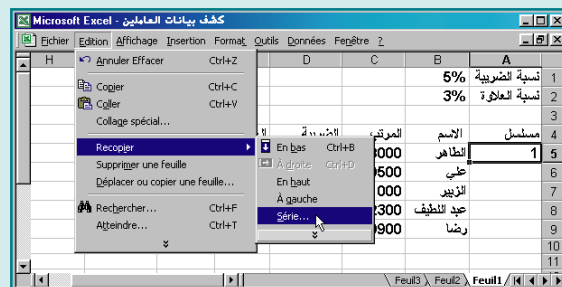 Microsoft Excel - كشف بيانات العاملين
Fichier Edition Affichage Insertion Format Outils Données Fenêtre ?
H D C B A
Annuler Effacer Ctrl+Z
Copier Ctrl+C
Coller Ctrl+V
Collage spécial...
Recopier
Supprimer une feuille
Déplacer ou copier une feuille...
Rechercher... Ctrl+F
Atteindre... Ctrl+T
En bas Ctrl+B
À droite Ctrl+D
En haut
À gauche
Série...
1 نسبة الضريبة 5%
2 نسبة العلاوة 3%
3
4 مسلسل الاسم المرتب الضريبة
5 1 الطاهر
6 علي
7 الزبير
8 عبد اللطيف
9 رضا
10
11
Feuil3 Feuil2 Feuil1